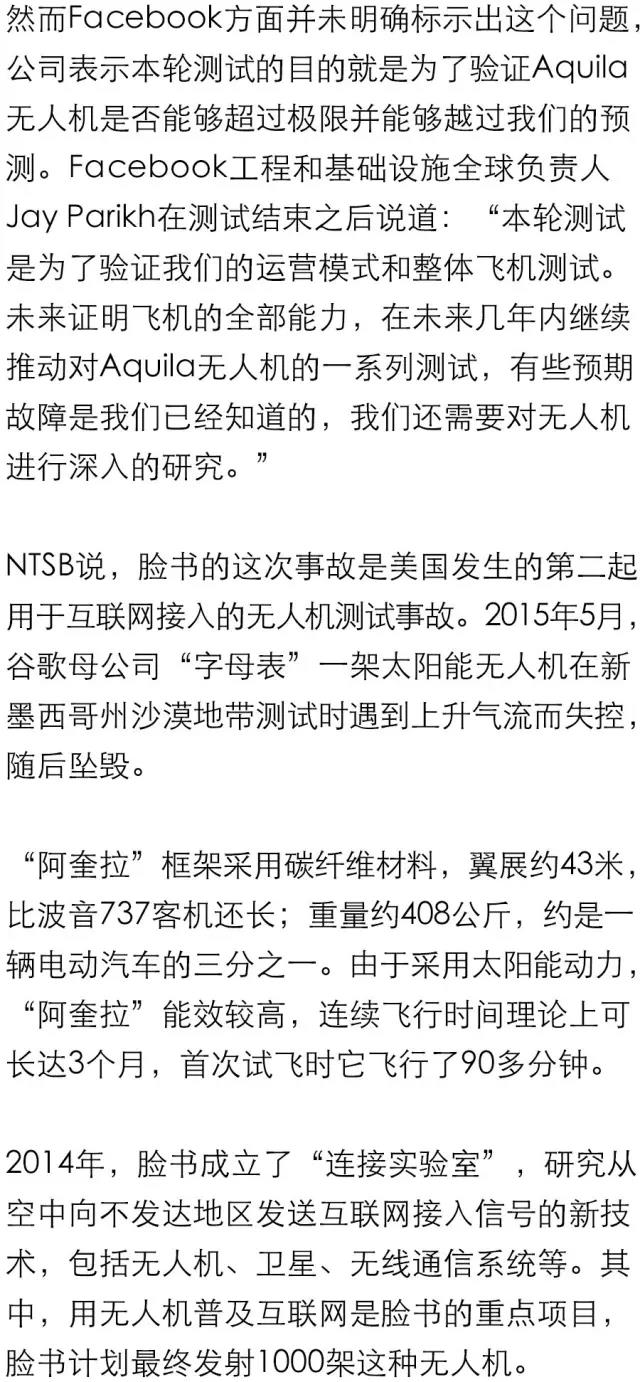 然而Facebook方面并未明确标示出这个问题，
公司表示本轮测试的目的就是为了验证Aquila
无人机是否能够超过极限并能够越过我们的预
测。Facebook工程和基础设施全球负责人
Jay Parikh在测试结束之后说道：“本轮测试
是为了验证我们的运营模式和整体飞机测试。
未来证明飞机的全部能力，在未来几年内继续
推动对Aquila无人机的一系列测试，有些预期
故障是我们已经知道的，我们还需要对无人机
进行深入的研究。”
NTSB说，脸书的这次事故是美国发生的第二起
用于互联网接入的无人机测试事故。2015年5月，
谷歌母公司“字母表”一架太阳能无人机在新
墨西哥州沙漠地带测试时遇到上升气流而失控，
随后坠毁。
“阿奎拉”框架采用碳纤维材料，翼展约43米，
比波音737客机还长；重量约408公斤，约是一
辆电动汽车的三分之一。由于采用太阳能动力，
“阿奎拉”能效较高，连续飞行时间理论上可
长达3个月，首次试飞时它飞行了90多分钟。
2014年，脸书成立了“连接实验室”，研究从
空中向不发达地区发送互联网接入信号的新技
术，包括无人机、卫星、无线通信系统等。其
中，用无人机普及互联网是脸书的重点项目，
脸书计划最终发射1000架这种无人机。